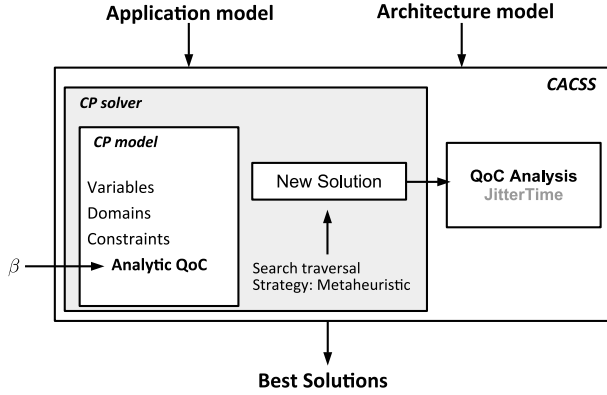 Application model
Architecture model
CACSS
CP solver
CP model
Variables
Domains
Constraints
β
Analytic QoC
New Solution
Search traversal
Strategy: Metaheuristic
QoC Analysis
JitterTime
Best Solutions